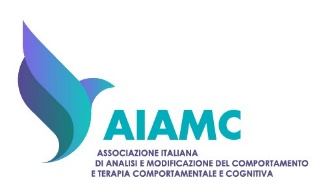 AIAMC
ASSOCIAZIONE ITALIANA
DI ANALISI E MODIFICAZIONE DEL COMPORTAMENTO
E TERAPIA COMPORTAMENTALE E COGNITIVA